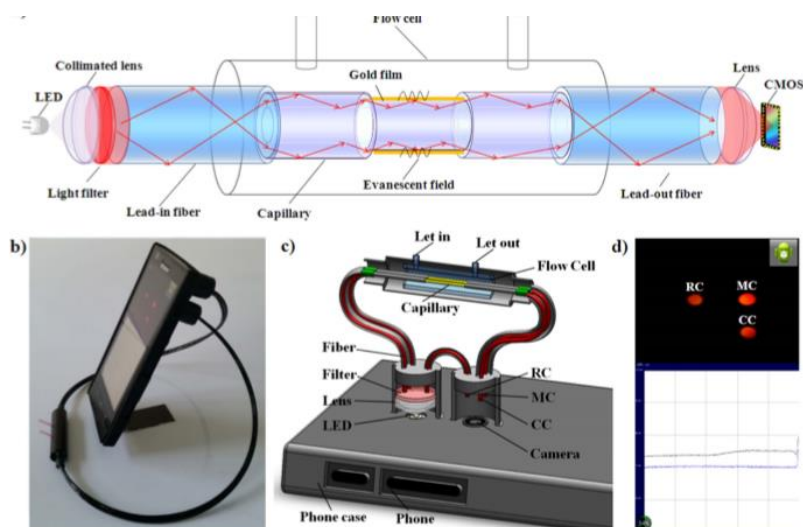 Flow cell
Collimated lens
Gold film
Lens
LED
CMOS
Light filter
Evanescent field
Lead-in fiber
Capillary
Lead-out fiber
b)
c)
Let in
Let out
Flow Cell
Capillary
Fiber
Filter
Lens
LED
RC
MC
CC
Camera
Phone case
Phone
d)
RC
MC
CC